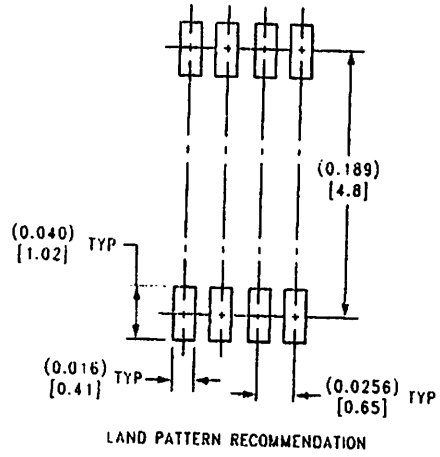 (0.189)
[4.8]
(0.040) TYP
[1.02]
(0.016) TYP
[0.41]
(0.0256) TYP
[0.65]
LAND PATTERN RECOMMENDATION